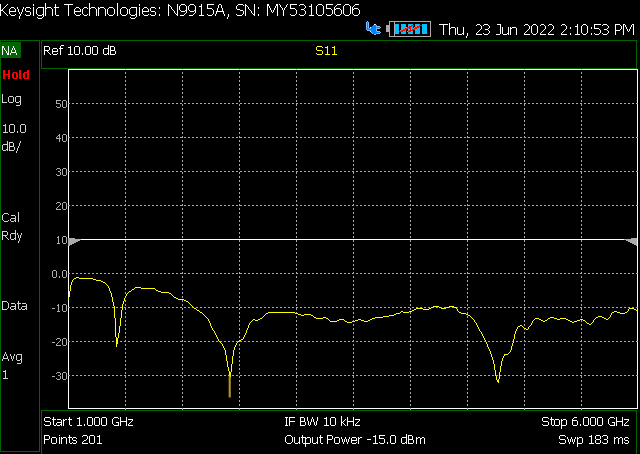 Keysight Technologies: N9915A, SN: MY53105606
Thu, 23 Jun 2022 2:10:53 PM
NA Ref 10.00 dB S11
Hold
Log
10.0
dB/
Cal
Rdy
Data
Avg
1
50
40
30
20
10
0.0
-10
-20
-30
Start 1.000 GHz IF BW 10 kHz Stop 6.000 GHz
Points 201 Output Power -15.0 dBm Swp 183 ms